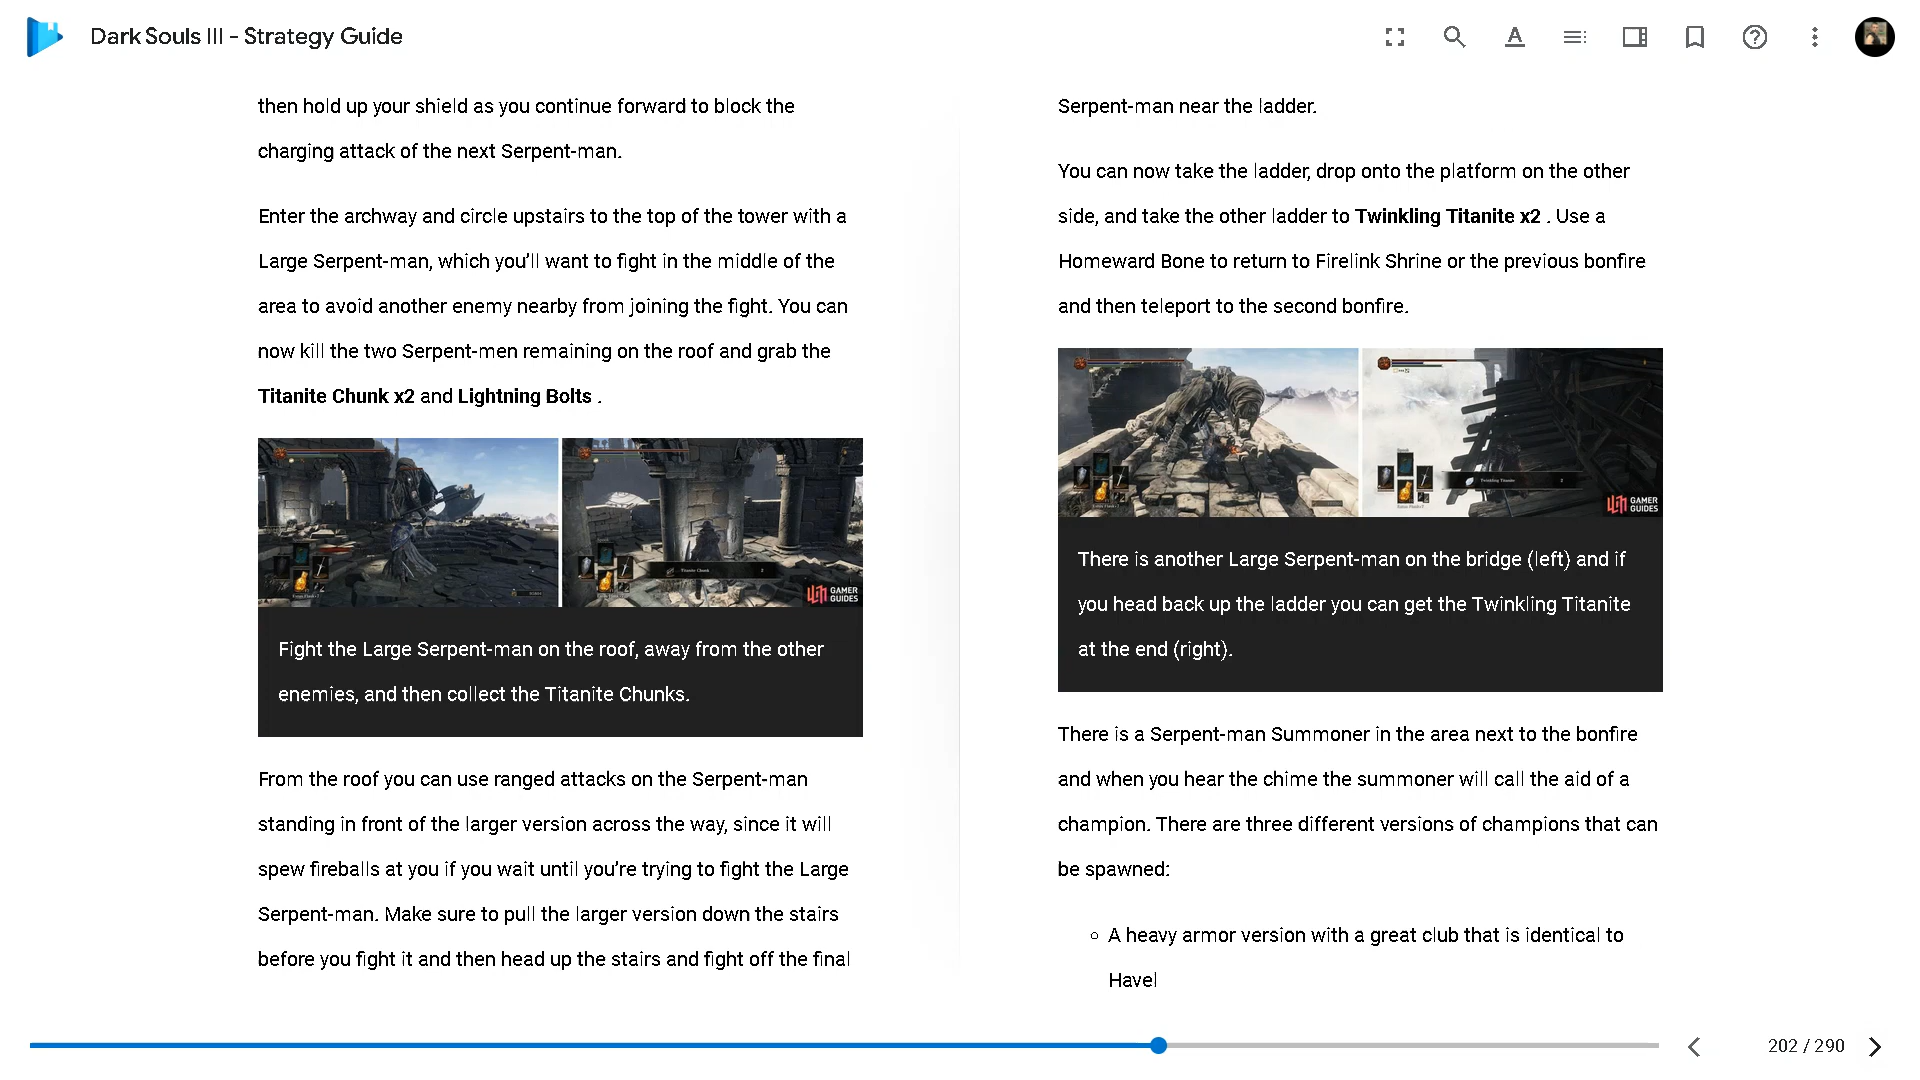 Dark Souls III - Strategy Guide
then hold up your shield as you continue forward to block the
charging attack of the next Serpent-man.
Enter the archway and circle upstairs to the top of the tower with a
Large Serpent-man, which you’ll want to fight in the middle of the
area to avoid another enemy nearby from joining the fight. You can
now kill the two Serpent-men remaining on the roof and grab the
Titanite Chunk x2 and Lightning Bolts .
Titanite Chunk 2
GAMER
GUIDES
Fight the Large Serpent-man on the roof, away from the other
enemies, and then collect the Titanite Chunks.
From the roof you can use ranged attacks on the Serpent-man
standing in front of the larger version across the way, since it will
spew fireballs at you if you wait until you’re trying to fight the Large
Serpent-man. Make sure to pull the larger version down the stairs
before you fight it and then head up the stairs and fight off the final
Serpent-man near the ladder.
You can now take the ladder, drop onto the platform on the other
side, and take the other ladder to Twinkling Titanite x2 . Use a
Homeward Bone to return to Firelink Shrine or the previous bonfire
and then teleport to the second bonfire.
Twinkling Titanite 2
GAMER
GUIDES
There is another Large Serpent-man on the bridge (left) and if
you head back up the ladder you can get the Twinkling Titanite
at the end (right).
There is a Serpent-man Summoner in the area next to the bonfire
and when you hear the chime the summoner will call the aid of a
champion. There are three different versions of champions that can
be spawned:
A heavy armor version with a great club that is identical to
Havel
202 / 290